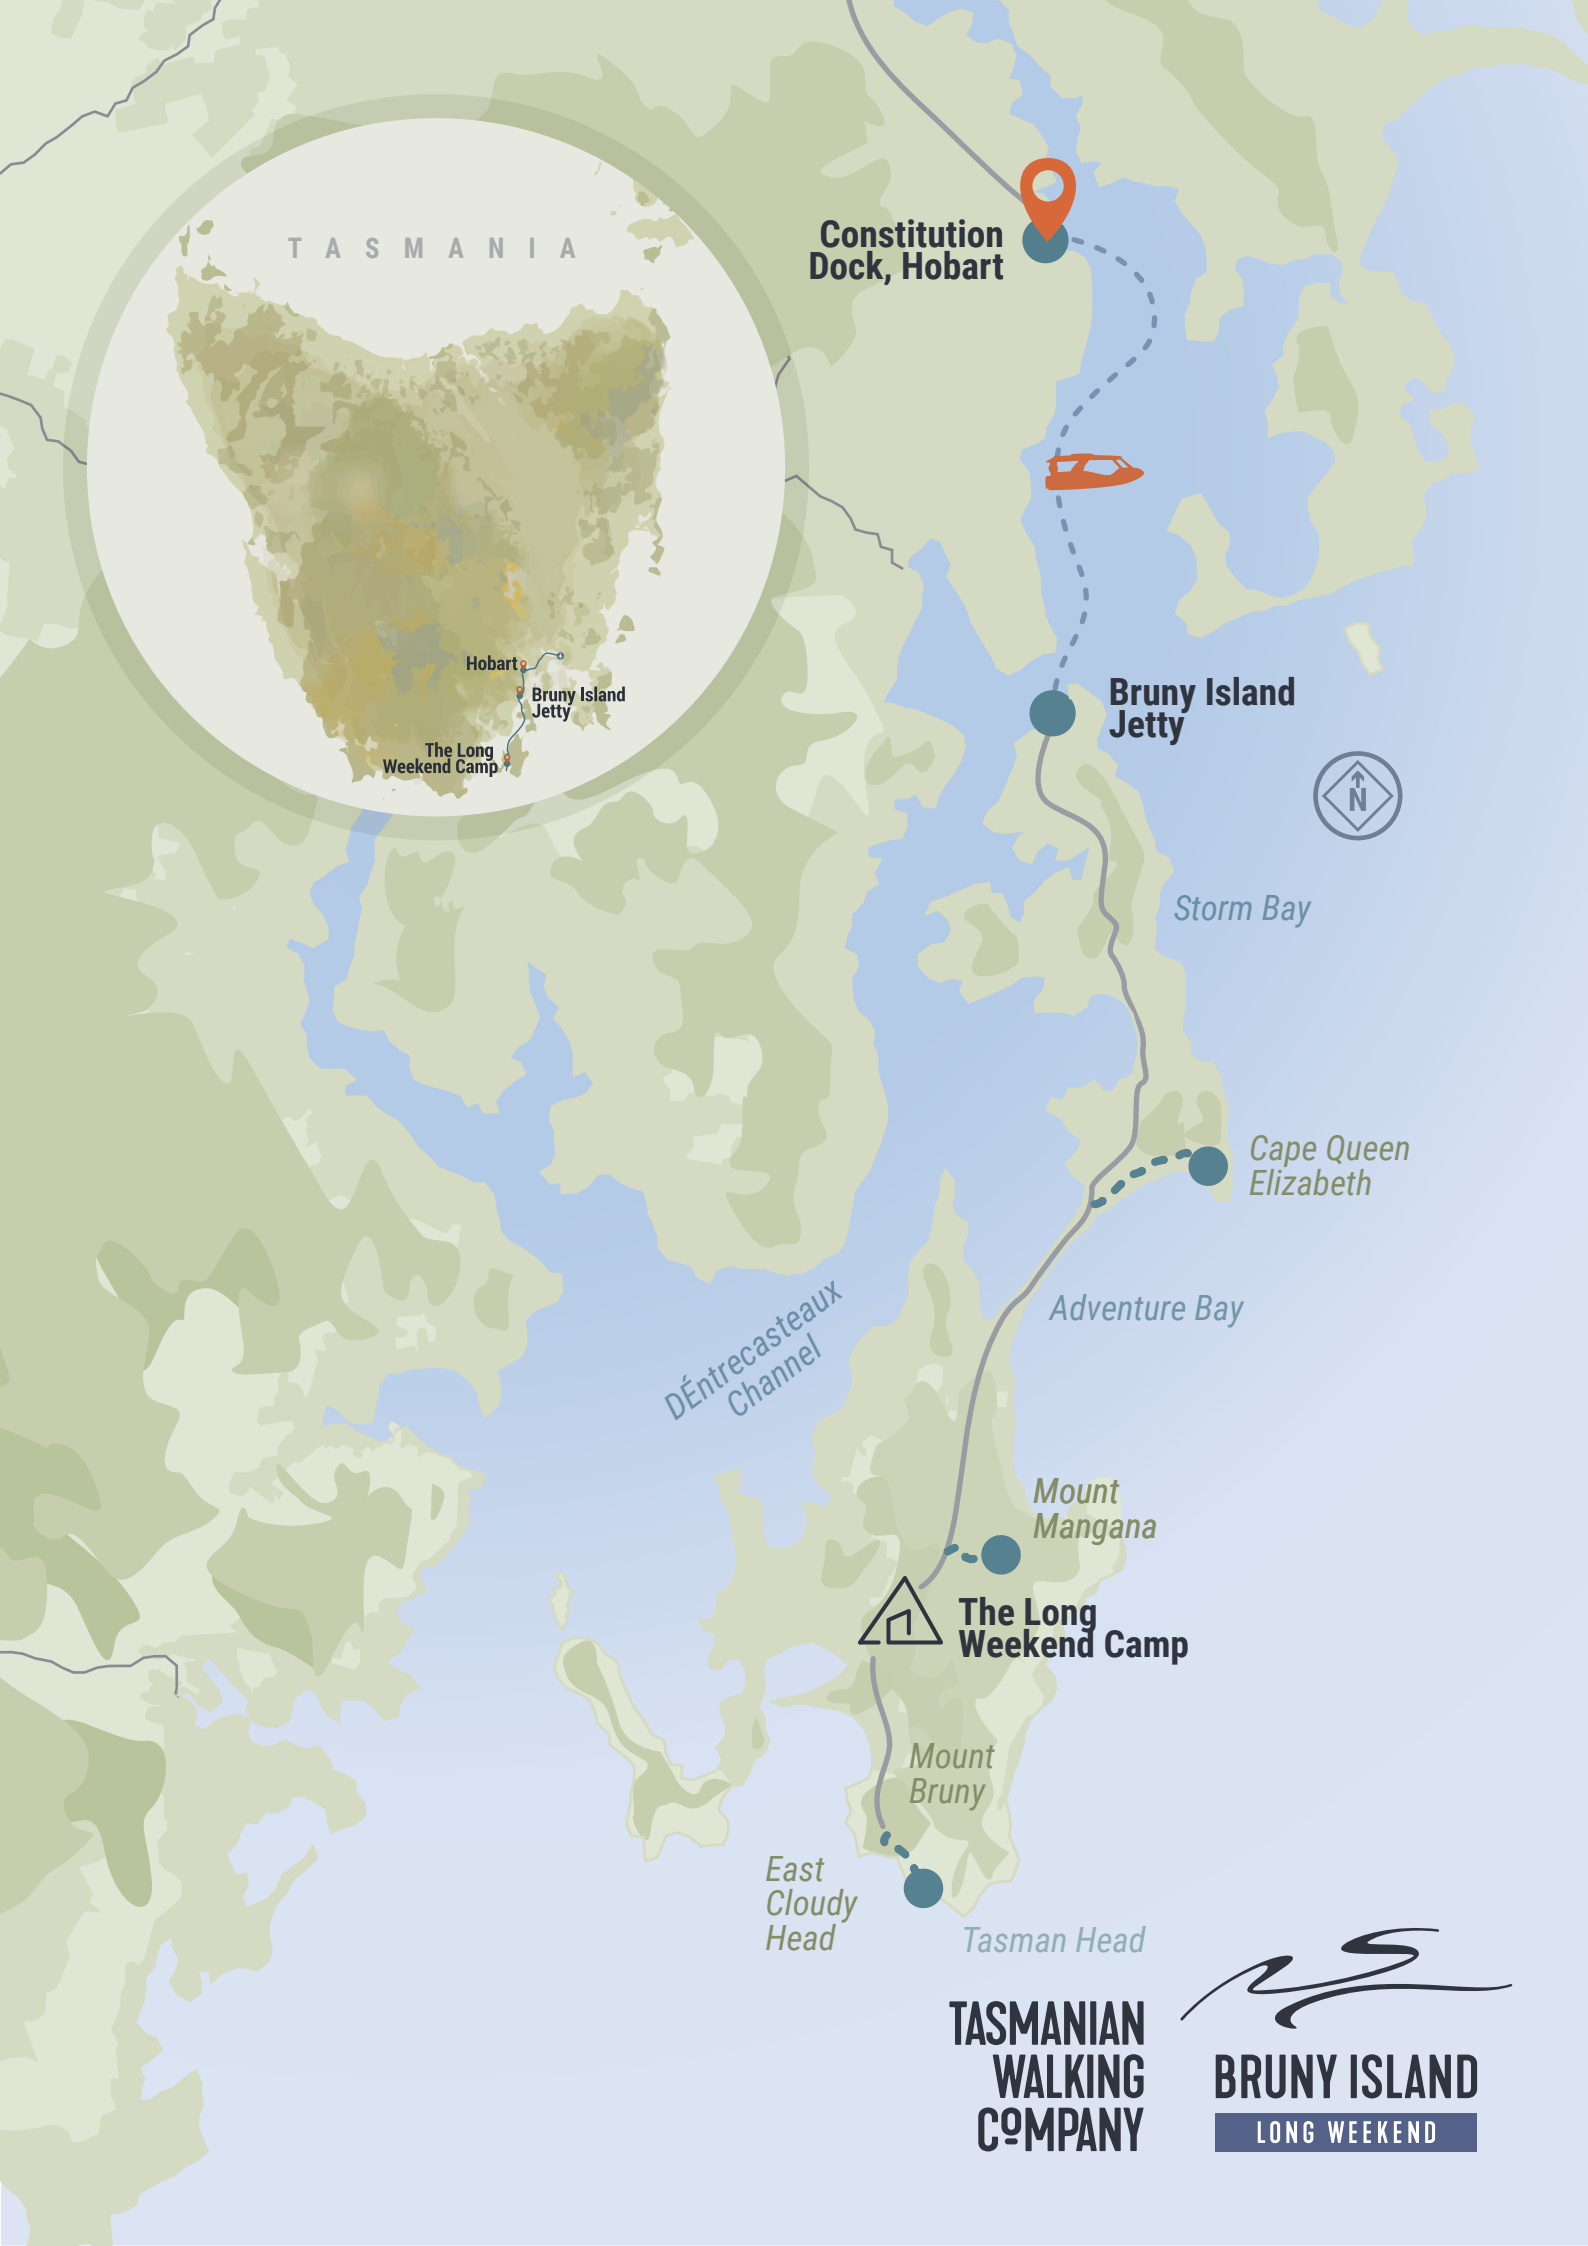 TASMANIA
Hobart
Bruny Island
Jetty
The Long
Weekend Camp
Constitution
Dock, Hobart
Bruny Island
Jetty
N
Storm Bay
Cape Queen
Elizabeth
Adventure Bay
DÉntrecasteaux
Channel
Mount
Mangana
The Long
Weekend Camp
Mount
Bruny
East
Cloudy
Head
Tasman Head
TASMANIAN
WALKING
COMPANY
BRUNY ISLAND
LONG WEEKEND